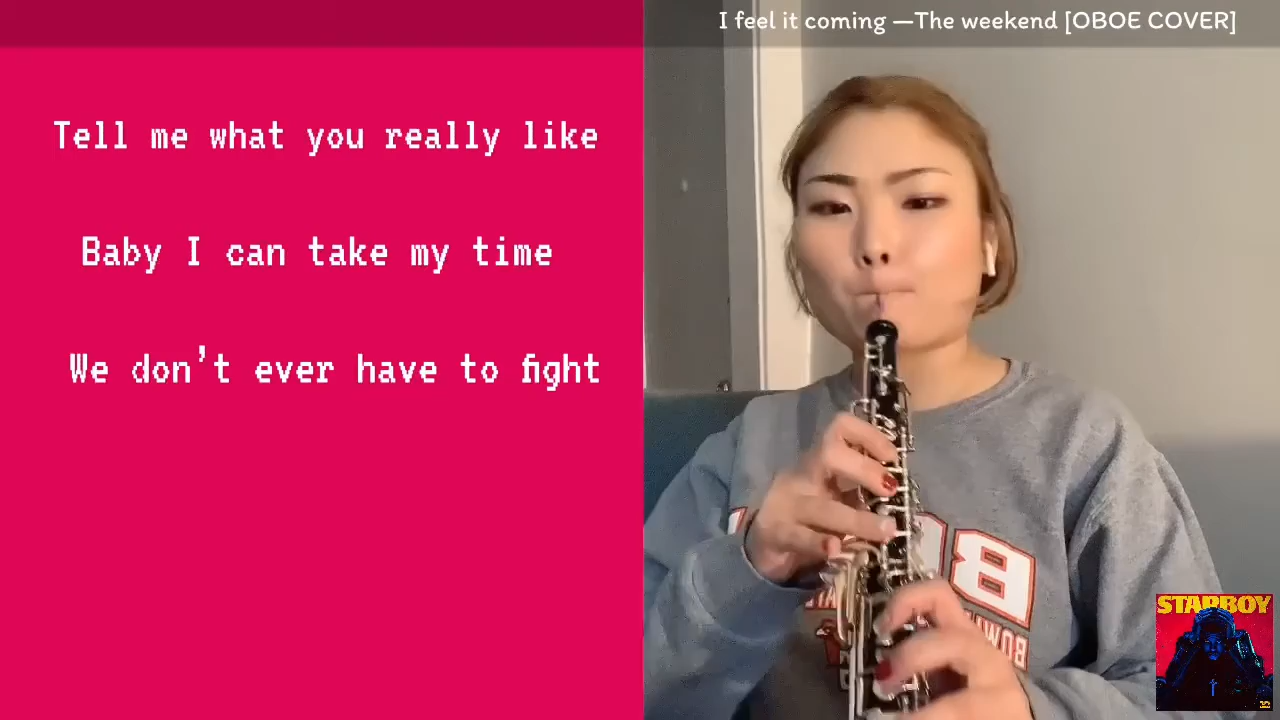 I feel it coming —The weekend [OBOE COVER]
Tell me what you really like
Baby I can take my time
We don't ever have to fight
STARBOY